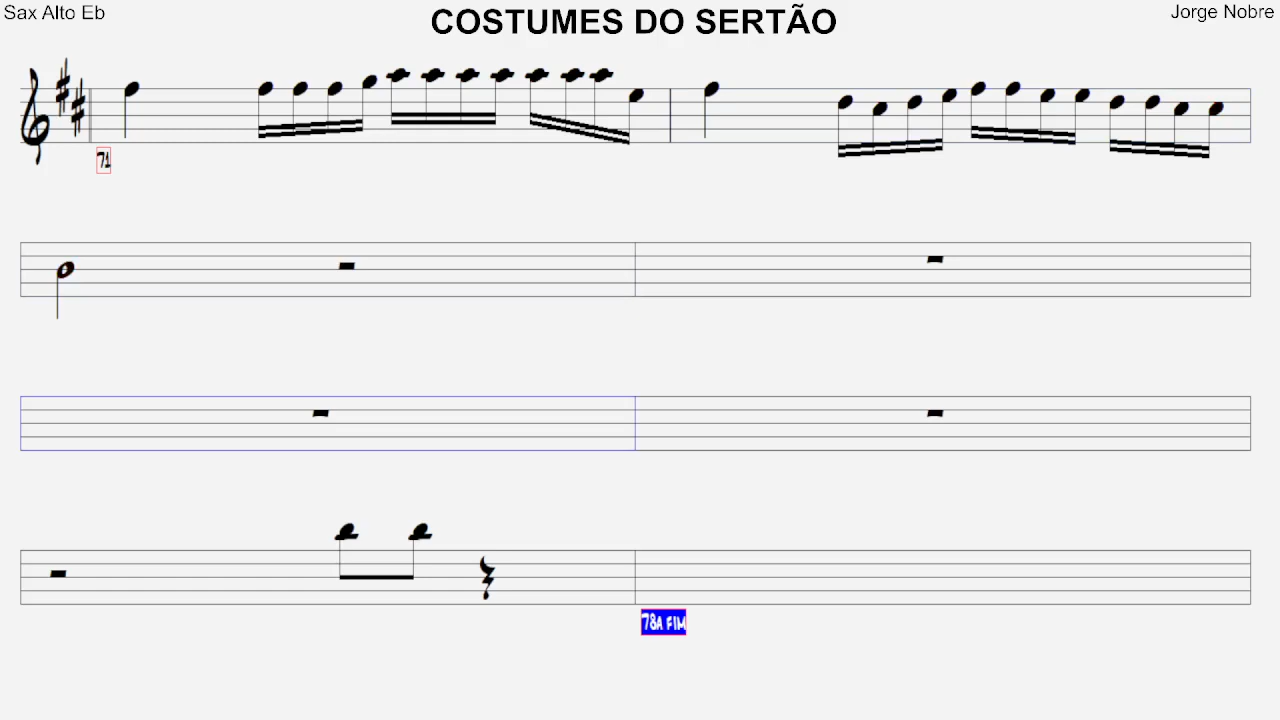 Sax Alto Eb
COSTUMES DO SERTÃO
Jorge Nobre
71
78A FIM